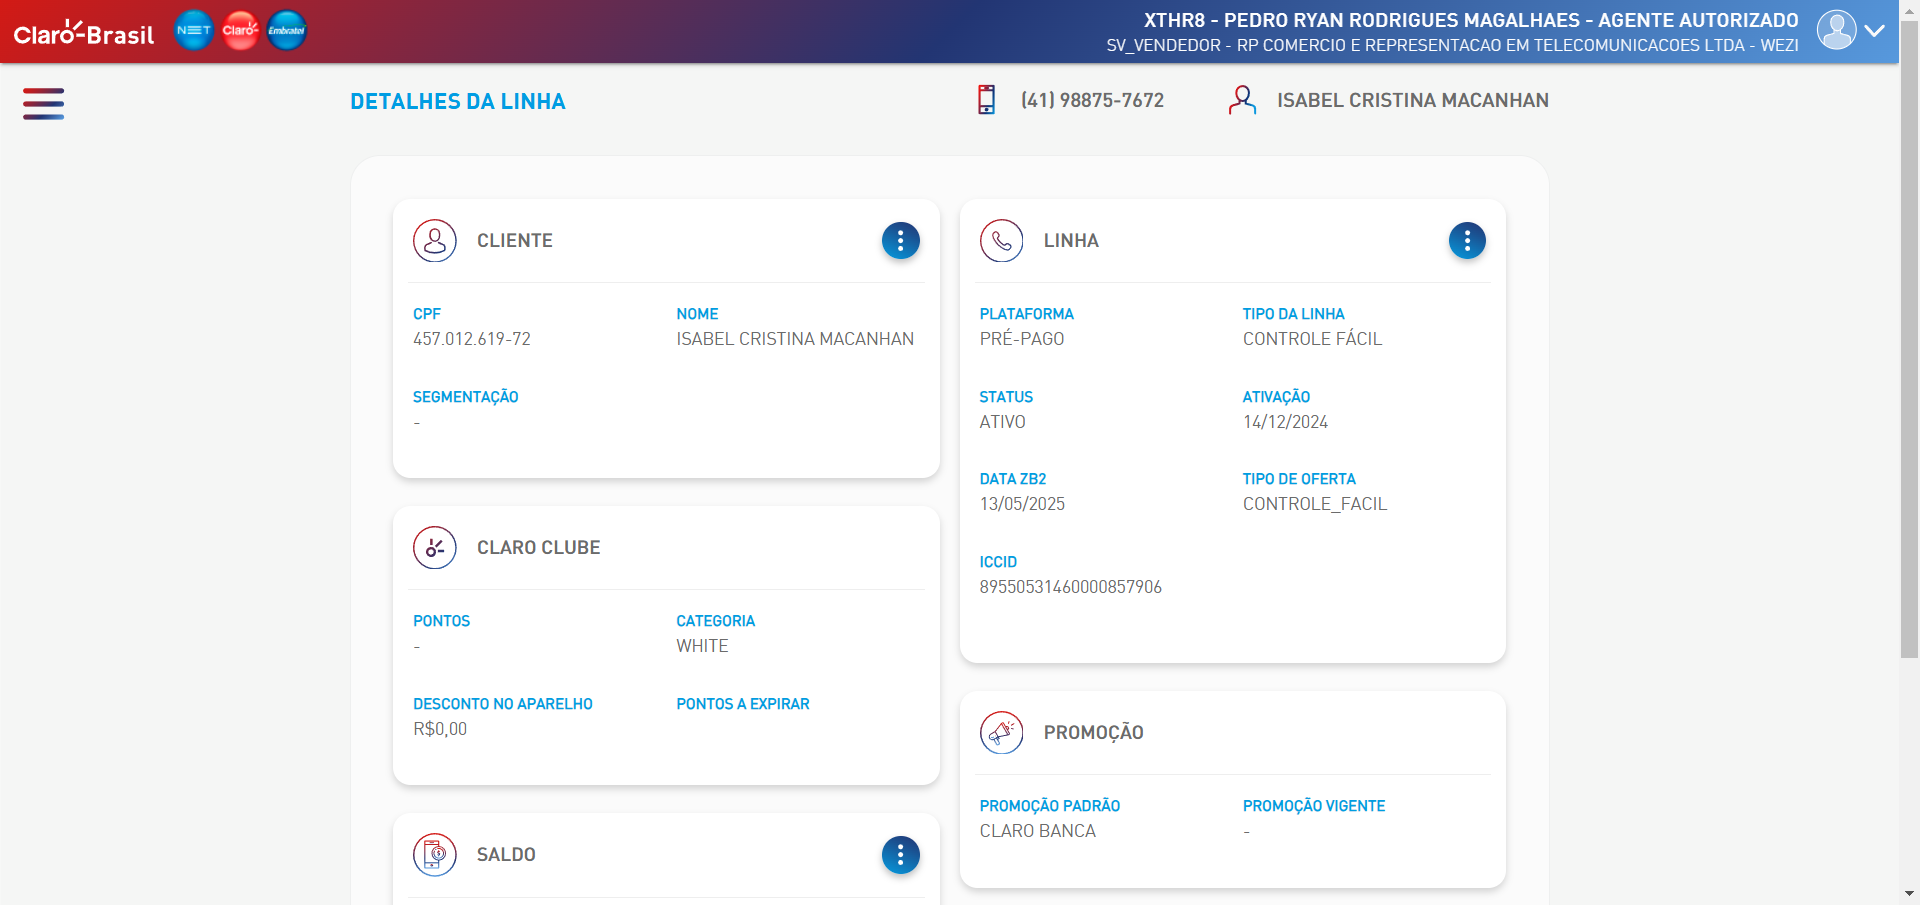 Claro-Brasil
NET
Claro
Embratel
XTHR8 - PEDRO RYAN RODRIGUES MAGALHAES - AGENTE AUTORIZADO
SV_VENDEDOR - RP COMERCIO E REPRESENTACAO EM TELECOMUNICACOES LTDA - WEZI
DETALHES DA LINHA
(41) 98875-7672
ISABEL CRISTINA MACANHAN
CLIENTE
CPF
457.012.619-72
NOME
ISABEL CRISTINA MACANHAN
SEGMENTAÇÃO
-
CLARO CLUBE
PONTOS
-
CATEGORIA
WHITE
DESCONTO NO APARELHO
R$0,00
PONTOS A EXPIRAR
SALDO
LINHA
PLATAFORMA
PRÉ-PAGO
TIPO DA LINHA
CONTROLE FÁCIL
STATUS
ATIVO
ATIVAÇÃO
14/12/2024
DATA ZB2
13/05/2025
TIPO DE OFERTA
CONTROLE_FACIL
ICCID
89550531460000857906
PROMOÇÃO
PROMOÇÃO PADRÃO
CLARO BANCA
PROMOÇÃO VIGENTE
-